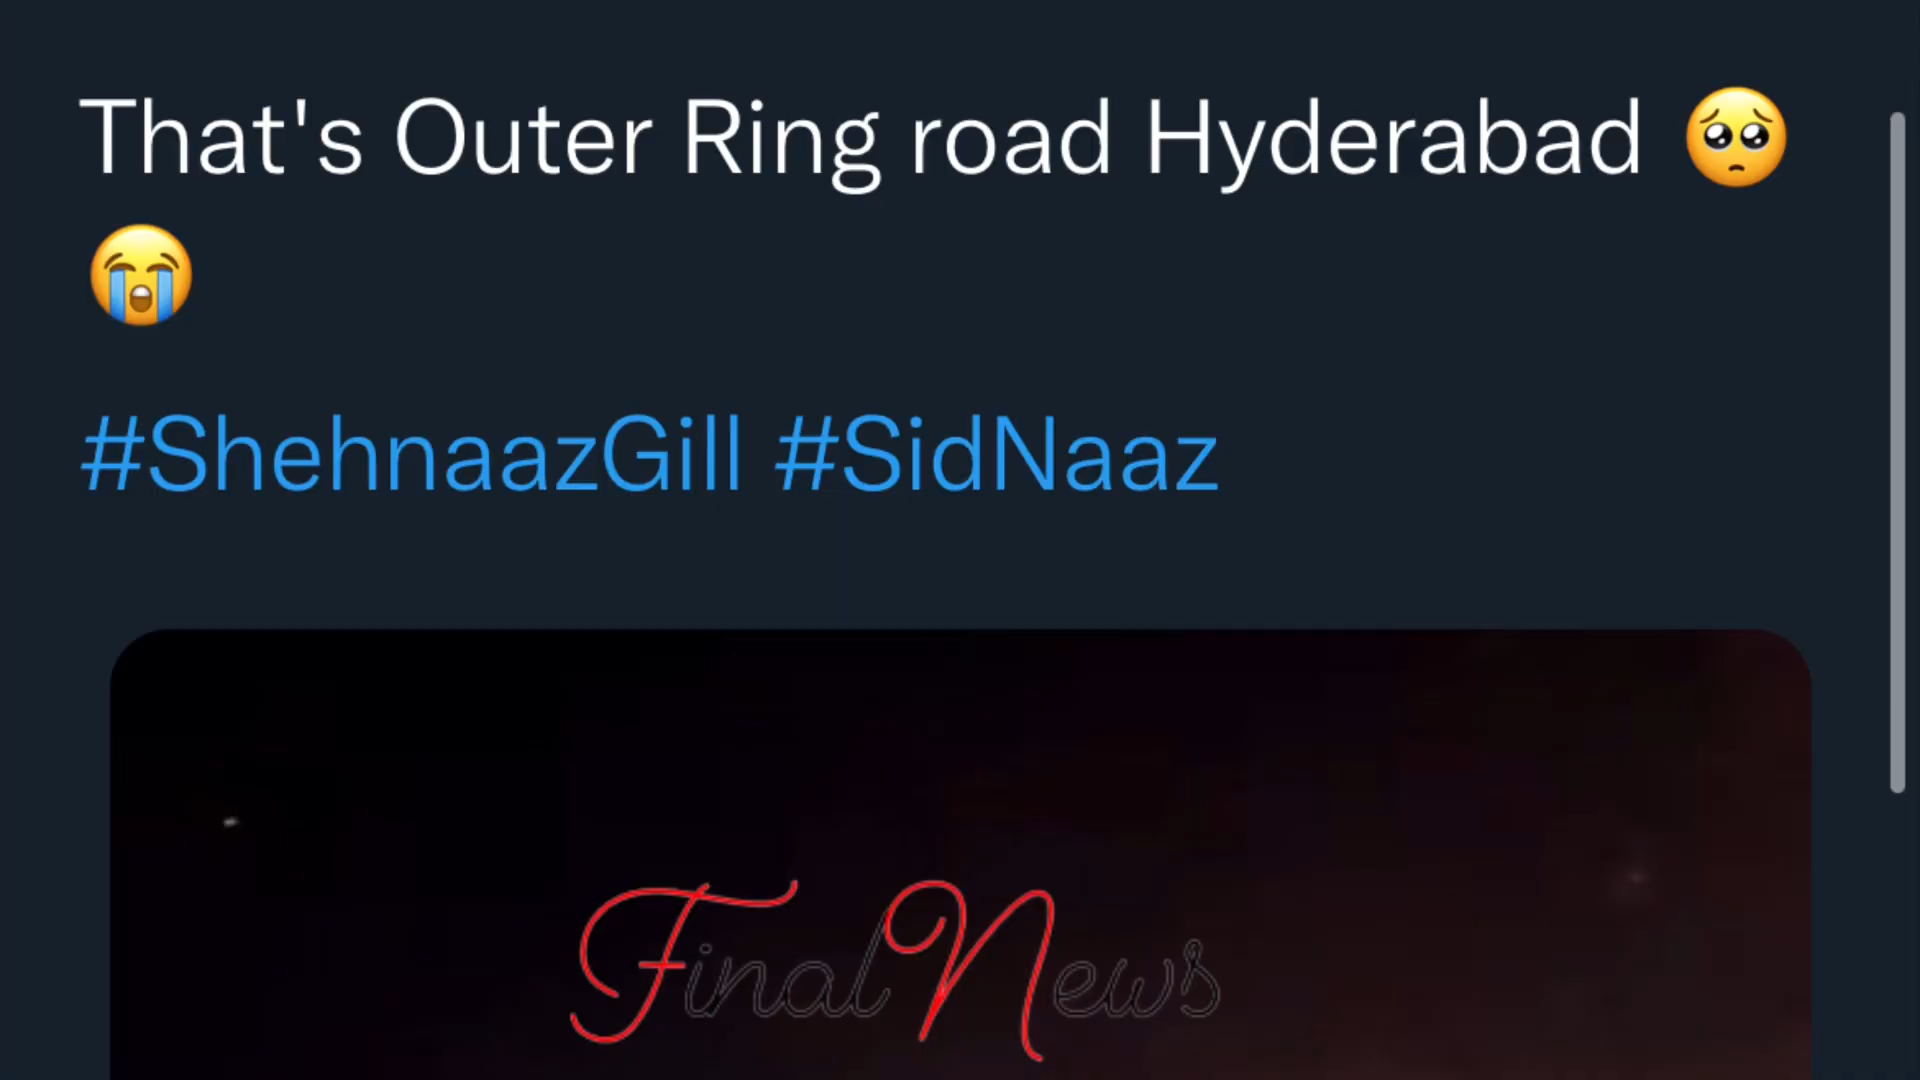 That's Outer Ring road Hyderabad 🥺
😭
#ShehnaazGill #SidNaaz
FinalNews